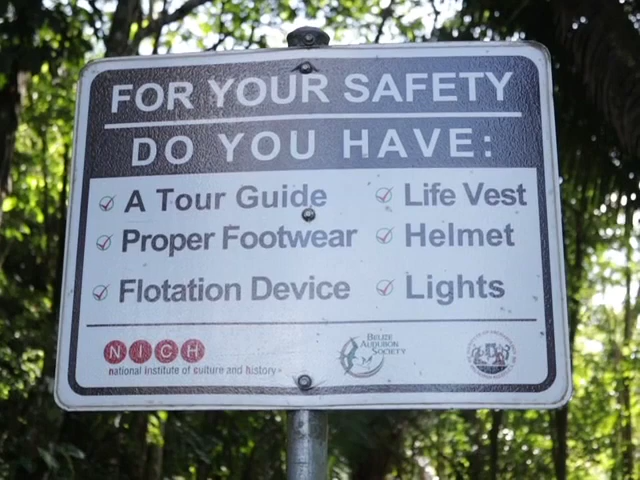 FOR YOUR SAFETY
DO YOU HAVE:
A Tour Guide
Life Vest
Proper Footwear
Helmet
Flotation Device
Lights
NICH
national institute of culture and history
BELIZE
AUDUBON
SOCIETY